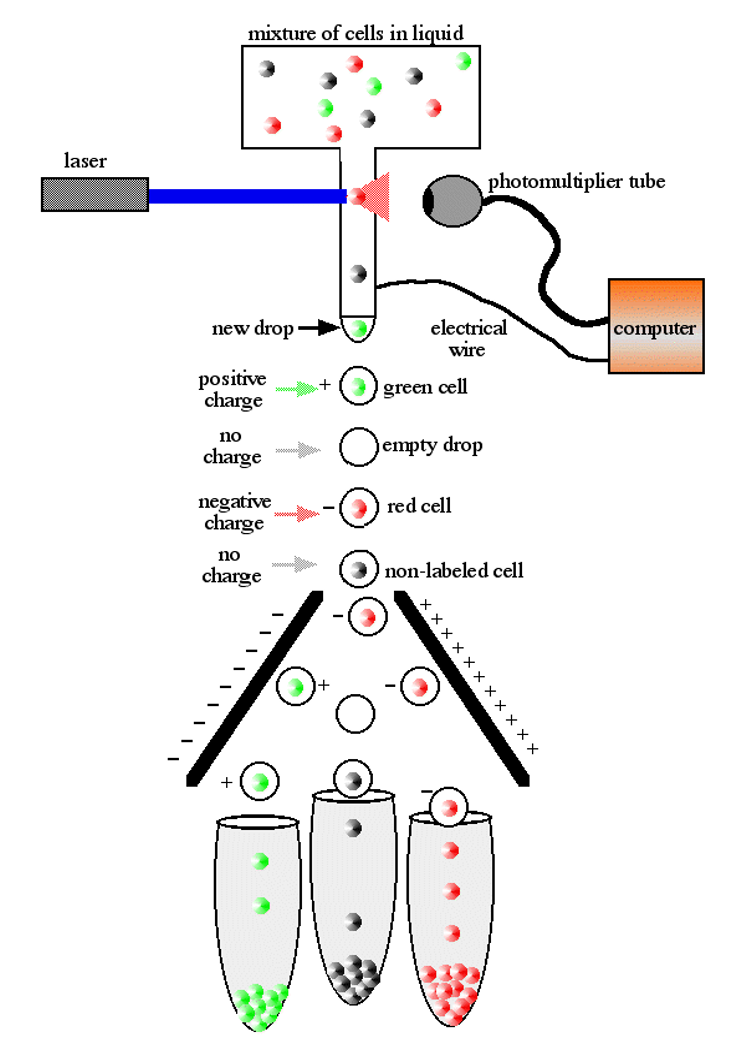 mixture of cells in liquid
laser
photomultiplier tube
computer
electrical
wire
new drop
positive
charge
+
green cell
no
charge
empty drop
negative
charge
−
red cell
no
charge
non-labeled cell
− − − − − − − − −
−
+ + + + + + + + + + + + +
+
−
+
−